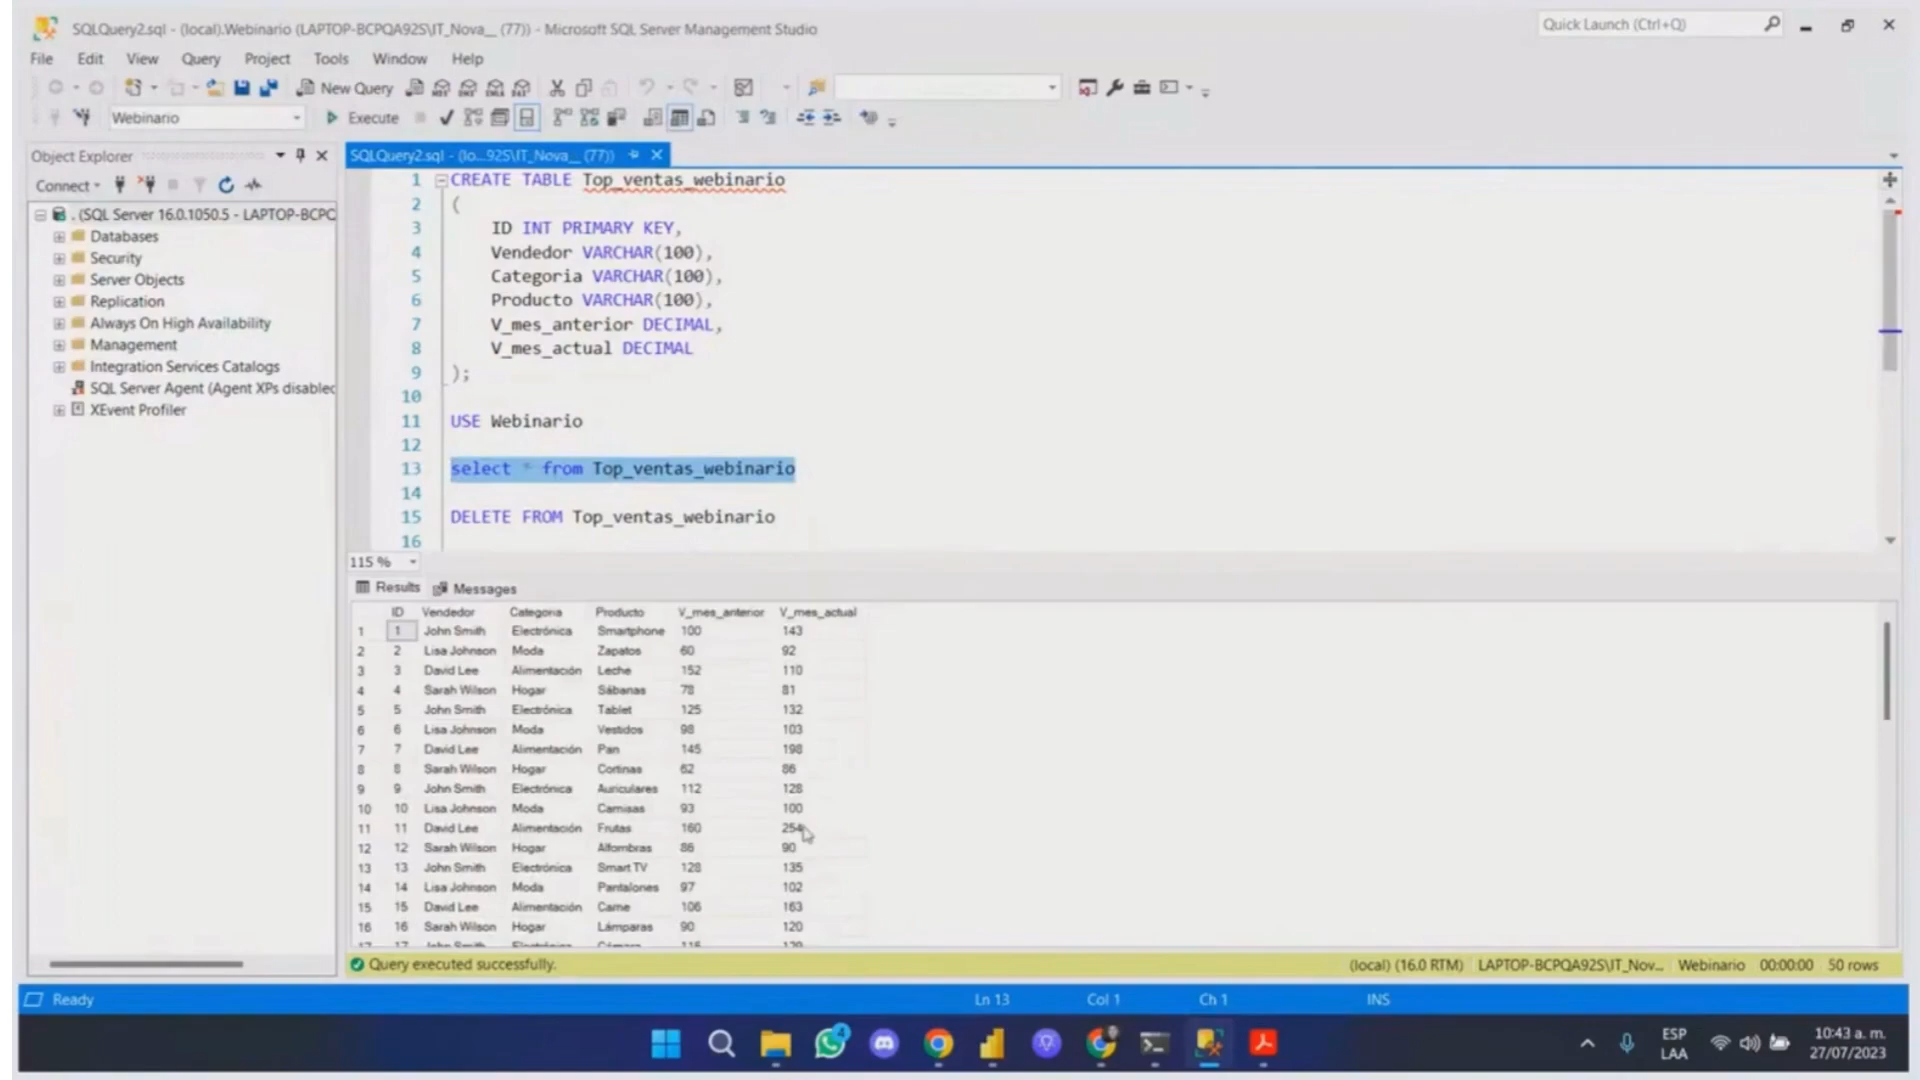 SQLQuery2.sql - (local).Webinario (LAPTOP-BCPQA92S\IT_Nova__ (77)) - Microsoft SQL Server Management Studio
Quick Launch (Ctrl+Q)
File Edit View Query Project Tools Window Help
New Query
Webinario
Execute
Object Explorer
SQLQuery2.sql - (lo...92S\IT_Nova__ (77))
Connect
. (SQL Server 16.0.1050.5 - LAPTOP-BCPQ
Databases
Security
Server Objects
Replication
Always On High Availability
Management
Integration Services Catalogs
SQL Server Agent (Agent XPs disabled
XEvent Profiler
1 CREATE TABLE Top_ventas_webinario
2 (
3 ID INT PRIMARY KEY,
4 Vendedor VARCHAR(100),
5 Categoria VARCHAR(100),
6 Producto VARCHAR(100),
7 V_mes_anterior DECIMAL,
8 V_mes_actual DECIMAL
9 );
10
11 USE Webinario
12
13 select * from Top_ventas_webinario
14
15 DELETE FROM Top_ventas_webinario
16
115 %
Results Messages
ID Vendedor Categoria Producto V_mes_anterior V_mes_actual
1 1 John Smith Electrónica Smartphone 100 143
2 2 Lisa Johnson Moda Zapatos 60 92
3 3 David Lee Alimentación Leche 152 110
4 4 Sarah Wilson Hogar Sábanas 78 81
5 5 John Smith Electrónica Tablet 125 132
6 6 Lisa Johnson Moda Vestidos 98 103
7 7 David Lee Alimentación Pan 145 198
8 8 Sarah Wilson Hogar Cortinas 62 86
9 9 John Smith Electrónica Auriculares 112 128
10 10 Lisa Johnson Moda Camisas 93 100
11 11 David Lee Alimentación Frutas 160 254
12 12 Sarah Wilson Hogar Alfombras 86 90
13 13 John Smith Electrónica Smart TV 128 135
14 14 Lisa Johnson Moda Pantalones 97 102
15 15 David Lee Alimentación Carne 106 163
16 16 Sarah Wilson Hogar Lámparas 90 120
17 17 John Smith Electrónica Cámara
Query executed successfully.
(local) (16.0 RTM) LAPTOP-BCPQA92S\IT_Nov... Webinario 00:00:00 50 rows
Ready Ln 13 Col 1 Ch 1 INS
4
ESP
LAA
10:43 a. m.
27/07/2023